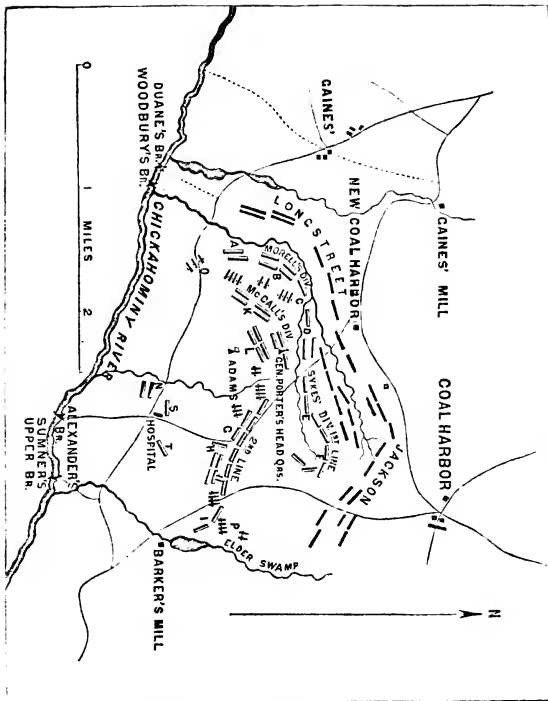 N
COAL HARBOR
GAINES' MILL
NEW COAL HARBOR
GAINES'
JACKSON
LONGSTREET
SYKES' DIV. 1ST LINE
MORELL'S DIV.
McCALL'S DIV.
GEN. PORTER'S HEAD QRS.
ADAMS
2ND LINE
ELDER SWAMP
HOSPITAL
BARKER'S MILL
A
B
C
D
E
K
L
G
H
I
P
O
N
S
T
DUANE'S BR.
WOODBURY'S BR.
CHICKAHOMINY RIVER
ALEXANDER'S BR.
SUMNER'S
UPPER BR.
0 1 2
MILES